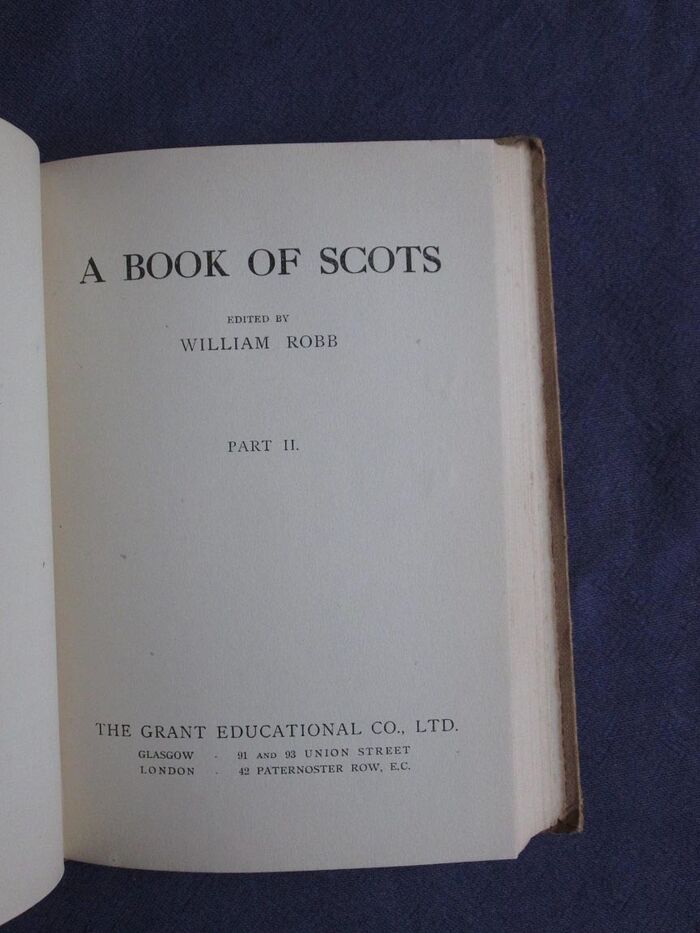 A BOOK OF SCOTS
EDITED BY
WILLIAM ROBB
PART II.
THE GRANT EDUCATIONAL CO., LTD.
GLASGOW - 91 AND 93 UNION STREET
LONDON - 42 PATERNOSTER ROW, E.C.